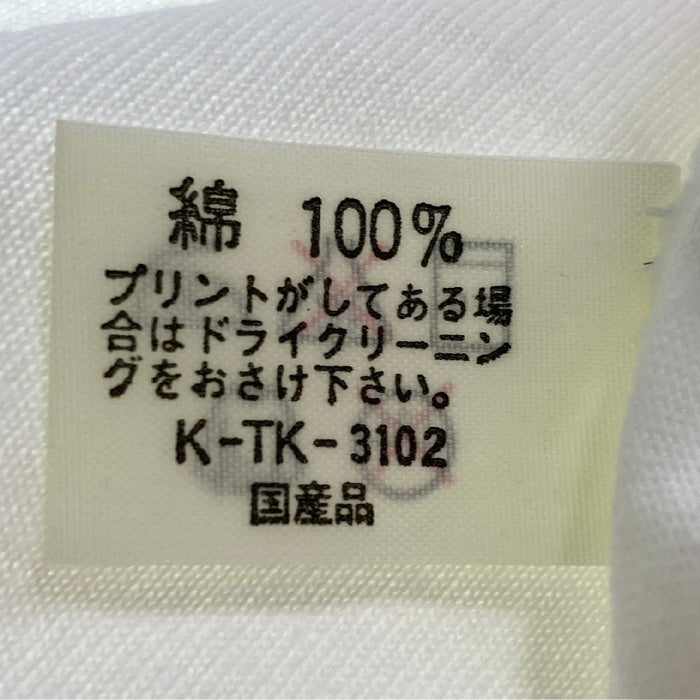 綿 100%
プリントがしてある場
合はドライクリーニン
グをおさけ下さい。
K-TK-3102
国産品